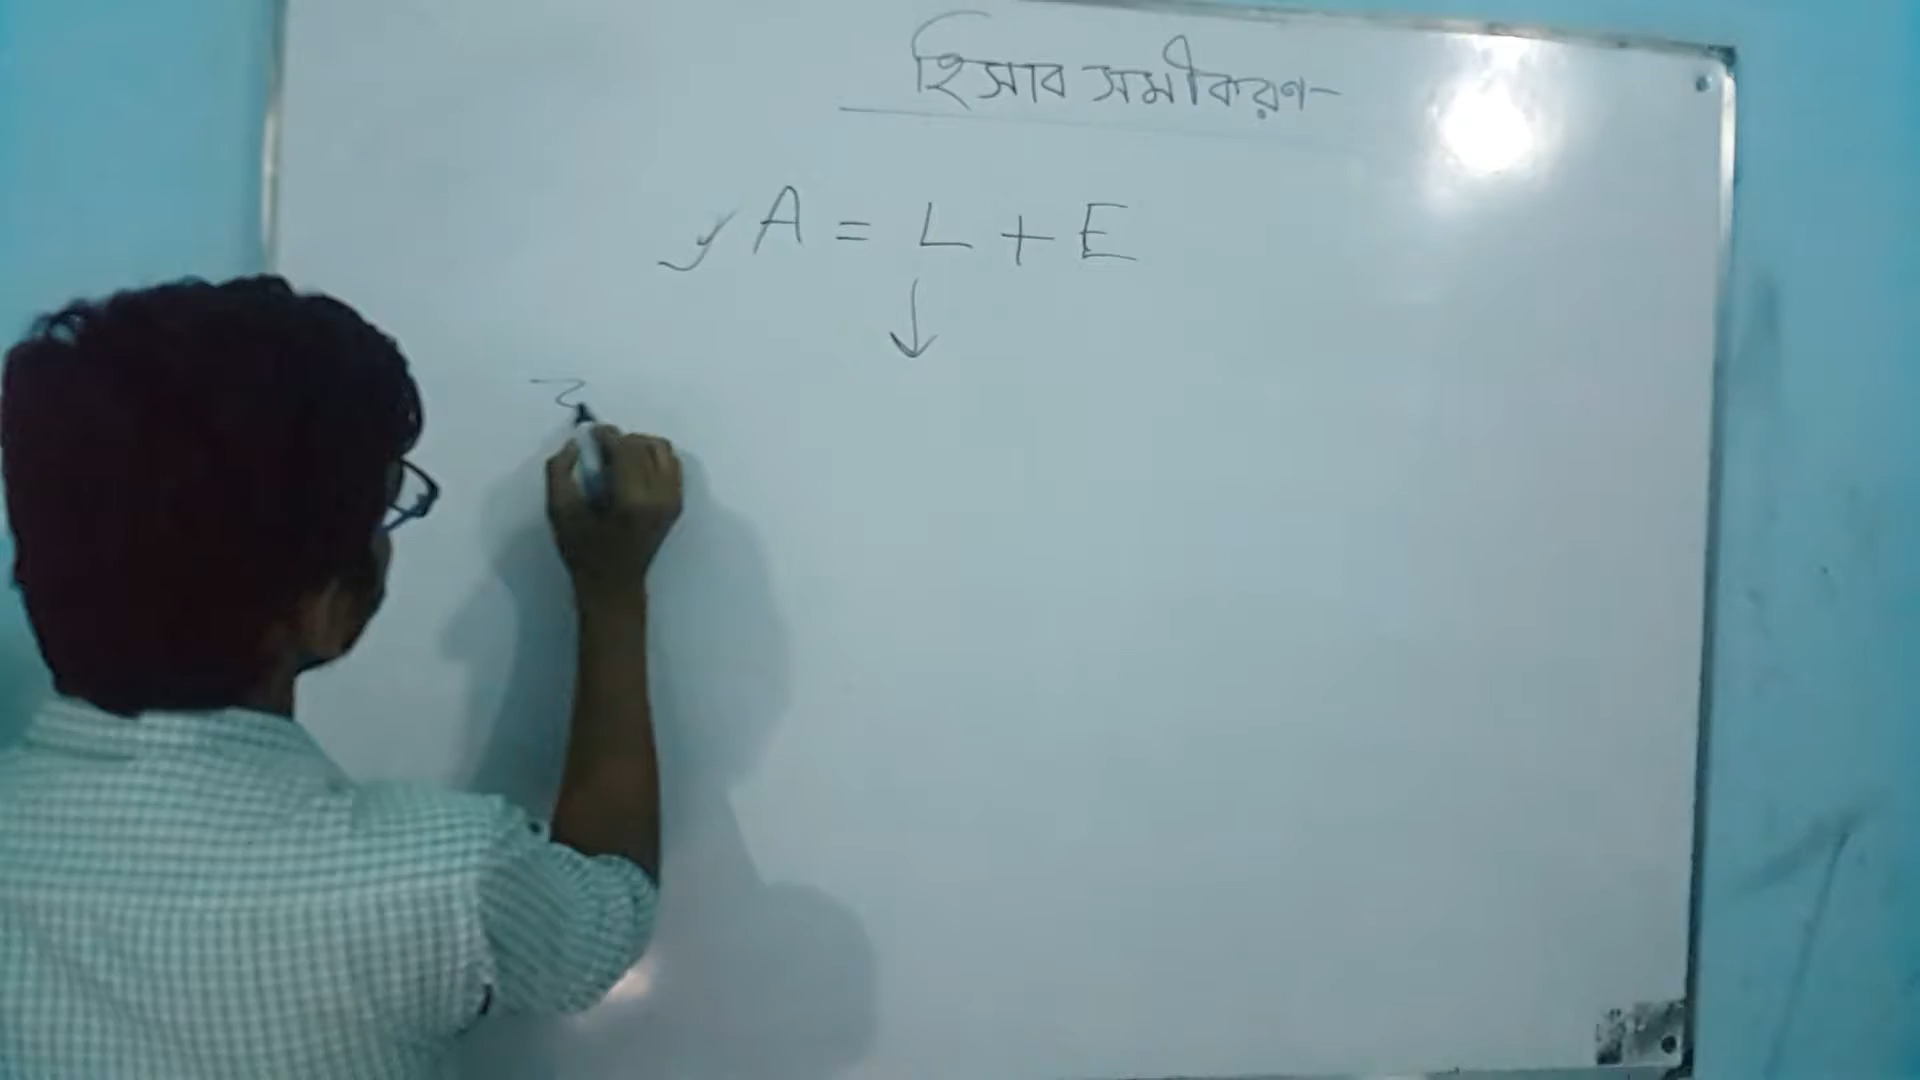 হিসাব সমীকরণ-
A = L + E